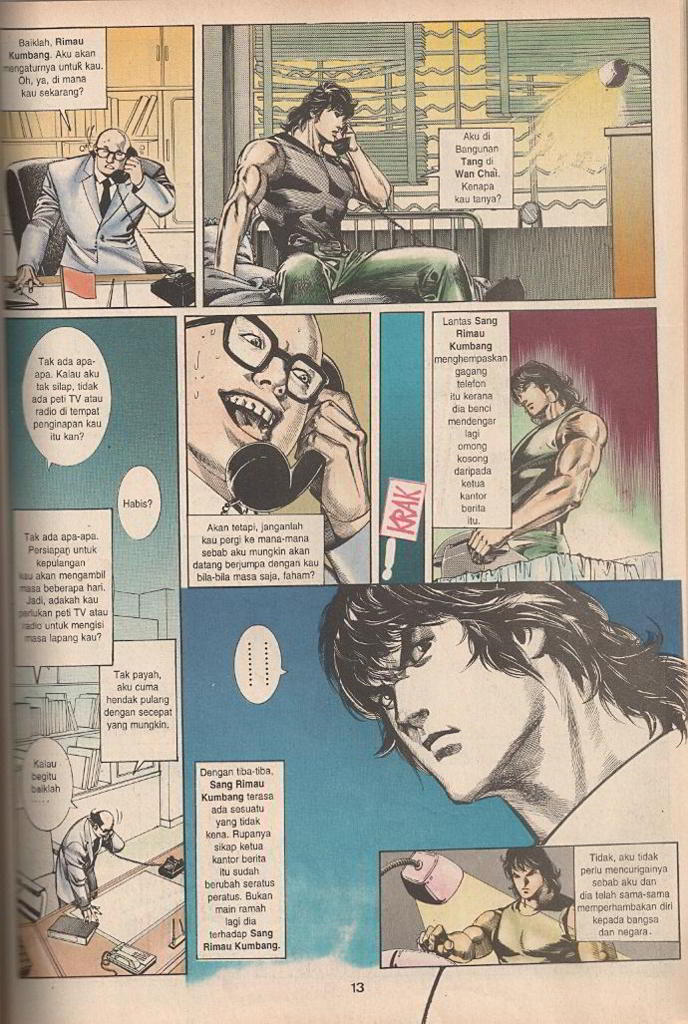 Baiklah, Rimau
Kumbang. Aku akan
mengaturnya untuk kau.
Oh, ya, di mana
kau sekarang?
Aku di
Bangunan
Tang di
Wan Chai.
Kenapa
kau tanya?
Tak ada apa-
apa. Kalau aku
tak silap, tidak
ada peti TV atau
radio di tempat
penginapan kau
itu kan?
Habis?
Tak ada apa-apa.
Persiapan untuk
kepulangan
kau akan mengambil
masa beberapa hari.
Jadi, adakah kau
perlukan peti TV atau
radio untuk mengisi
masa lapang kau?
Tak payah,
aku cuma
hendak pulang
dengan secepat
yang mungkin.
Kalau
begitu
baiklah
.....
Akan tetapi, janganlah
kau pergi ke mana-mana
sebab aku mungkin akan
datang berjumpa dengan kau
bila-bila masa saja, faham?
KRAK!
Lantas Sang
Rimau
Kumbang
menghempaskan
gagang
telefon
itu kerana
dia benci
mendengar
lagi
omong
kosong
daripada
ketua
kantor
berita
itu.
Dengan tiba-tiba,
Sang Rimau
Kumbang terasa
ada sesuatu
yang tidak
kena. Rupanya
sikap ketua
kantor berita
itu sudah
berubah seratus
peratus. Bukan
main ramah
lagi dia
terhadap Sang
Rimau Kumbang.
Tidak, aku tidak
perlu mencurigainya
sebab aku dan
dia telah sama-sama
memperhambakan diri
kepada bangsa
dan negara.
13